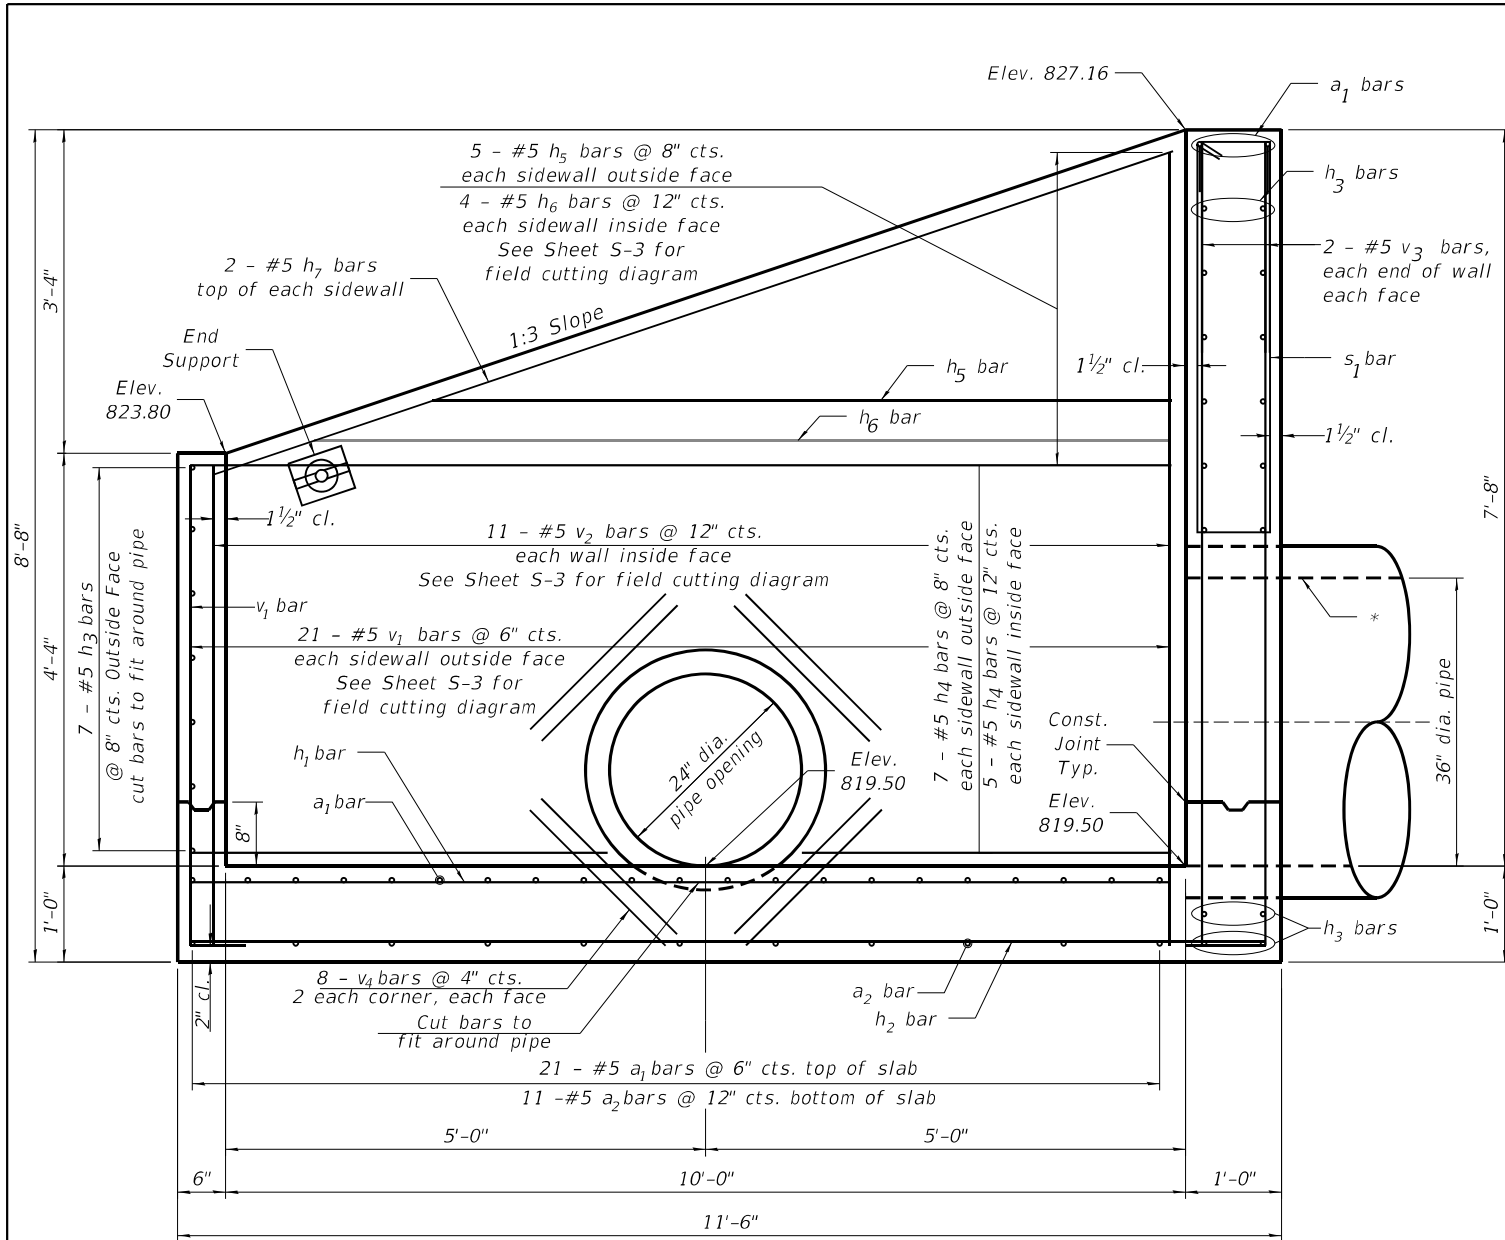 Elev. 827.16
a1 bars
5 - #5 h5 bars @ 8" cts.
each sidewall outside face
4 - #5 h6 bars @ 12" cts.
each sidewall inside face
See Sheet S-3 for
field cutting diagram
h3 bars
2 - #5 v3 bars,
each end of wall
each face
2 - #5 h7 bars
top of each sidewall
3'-4"
1:3 Slope
End
Support
1½" cl.
s1 bar
h5 bar
Elev.
823.80
h6 bar
1½" cl.
7'-8"
1½" cl.
8'-8"
11 - #5 v2 bars @ 12" cts.
each wall inside face
See Sheet S-3 for field cutting diagram
7 - #5 h3 bars
@ 8" cts. Outside Face
cut bars to fit around pipe
v1 bar
4'-4"
21 - #5 v1 bars @ 6" cts.
each sidewall outside face
See Sheet S-3 for
field cutting diagram
7 - #5 h4 bars @ 8" cts.
each sidewall outside face
5 - #5 h4 bars @ 12" cts.
each sidewall inside face
*
36" dia. pipe
Const.
Joint
Typ.
h1 bar
24" dia.
pipe opening
Elev.
819.50
a1 bar
8"
Elev.
819.50
1'-0"
1'-0"
h3 bars
2" cl.
8 - v4 bars @ 4" cts.
2 each corner, each face
a2 bar
h2 bar
Cut bars to
fit around pipe
21 - #5 a1 bars @ 6" cts. top of slab
11 -#5 a2 bars @ 12" cts. bottom of slab
5'-0"
5'-0"
6"
10'-0"
1'-0"
11'-6"